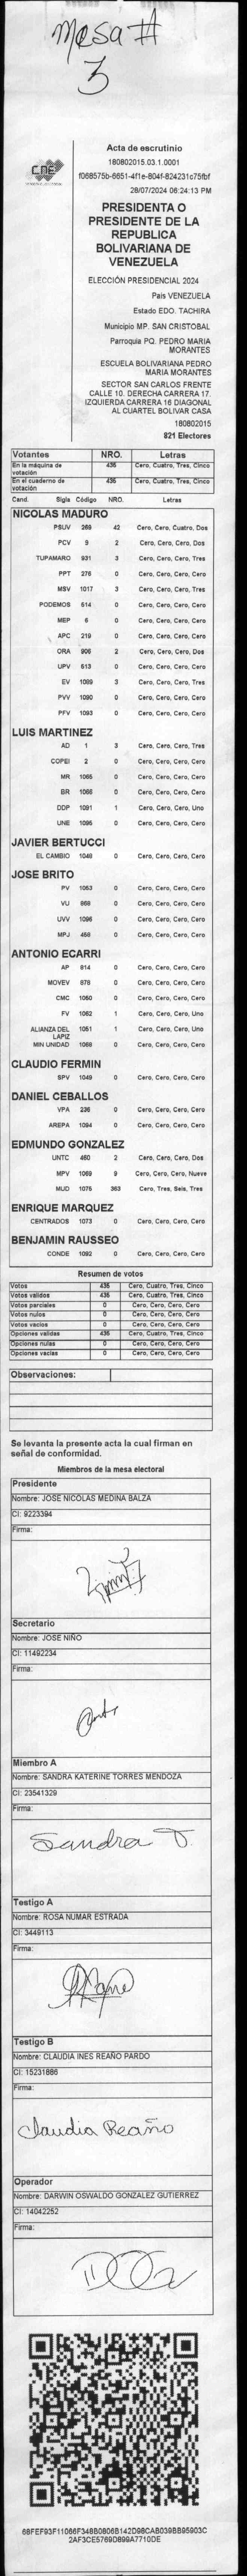 Mesa #
3
CNE
Acta de escrutinio
180802015.03.1.0001
f068575b-6651-4f1e-804f-824231c75fbf
28/07/2024 06:24:13 PM
PRESIDENTA O
PRESIDENTE DE LA
REPUBLICA
BOLIVARIANA DE
VENEZUELA
ELECCIÓN PRESIDENCIAL 2024
País VENEZUELA
Estado EDO. TACHIRA
Municipio MP. SAN CRISTOBAL
Parroquia PQ. PEDRO MARIA
MORANTES
ESCUELA BOLIVARIANA PEDRO
MARIA MORANTES
SECTOR SAN CARLOS FRENTE
CALLE 10. DERECHA CARRERA 17.
IZQUIERDA CARRERA 16 DIAGONAL
AL CUARTEL BOLIVAR CASA
180802015
821 Electores
Votantes NRO. Letras
En la máquina de votación 435 Cero, Cuatro, Tres, Cinco
En el cuaderno de votación 435 Cero, Cuatro, Tres, Cinco
Cand. Sigla Código NRO. Letras
NICOLAS MADURO
PSUV 269 42 Cero, Cero, Cuatro, Dos
PCV 9 2 Cero, Cero, Cero, Dos
TUPAMARO 931 3 Cero, Cero, Cero, Tres
PPT 276 0 Cero, Cero, Cero, Cero
MSV 1017 3 Cero, Cero, Cero, Tres
PODEMOS 514 0 Cero, Cero, Cero, Cero
MEP 6 0 Cero, Cero, Cero, Cero
APC 219 0 Cero, Cero, Cero, Cero
ORA 906 2 Cero, Cero, Cero, Dos
UPV 513 0 Cero, Cero, Cero, Cero
EV 1089 3 Cero, Cero, Cero, Tres
PVV 1090 0 Cero, Cero, Cero, Cero
PFV 1093 0 Cero, Cero, Cero, Cero
LUIS MARTINEZ
AD 1 3 Cero, Cero, Cero, Tres
COPEI 2 0 Cero, Cero, Cero, Cero
MR 1065 0 Cero, Cero, Cero, Cero
BR 1066 0 Cero, Cero, Cero, Cero
DDP 1091 1 Cero, Cero, Cero, Uno
UNE 1095 0 Cero, Cero, Cero, Cero
JAVIER BERTUCCI
EL CAMBIO 1048 0 Cero, Cero, Cero, Cero
JOSE BRITO
PV 1053 0 Cero, Cero, Cero, Cero
VU 868 0 Cero, Cero, Cero, Cero
UVV 1096 0 Cero, Cero, Cero, Cero
MPJ 456 0 Cero, Cero, Cero, Cero
ANTONIO ECARRI
AP 814 0 Cero, Cero, Cero, Cero
MOVEV 878 0 Cero, Cero, Cero, Cero
CMC 1050 0 Cero, Cero, Cero, Cero
FV 1062 1 Cero, Cero, Cero, Uno
ALIANZA DEL LAPIZ 1051 1 Cero, Cero, Cero, Uno
MIN UNIDAD 1068 0 Cero, Cero, Cero, Cero
CLAUDIO FERMIN
SPV 1049 0 Cero, Cero, Cero, Cero
DANIEL CEBALLOS
VPA 236 0 Cero, Cero, Cero, Cero
AREPA 1094 0 Cero, Cero, Cero, Cero
EDMUNDO GONZALEZ
UNTC 460 2 Cero, Cero, Cero, Dos
MPV 1069 9 Cero, Cero, Cero, Nueve
MUD 1075 363 Cero, Tres, Seis, Tres
ENRIQUE MARQUEZ
CENTRADOS 1073 0 Cero, Cero, Cero, Cero
BENJAMIN RAUSSEO
CONDE 1092 0 Cero, Cero, Cero, Cero
Resumen de votos
Votos 435 Cero, Cuatro, Tres, Cinco
Votos validos 435 Cero, Cuatro, Tres, Cinco
Votos parciales 0 Cero, Cero, Cero, Cero
Votos nulos 0 Cero, Cero, Cero, Cero
Votos vacios 0 Cero, Cero, Cero, Cero
Opciones validas 435 Cero, Cuatro, Tres, Cinco
Opciones nulas 0 Cero, Cero, Cero, Cero
Opciones vacias 0 Cero, Cero, Cero, Cero
Observaciones:
Se levanta la presente acta la cual firman en
señal de conformidad.
Miembros de la mesa electoral
Presidente
Nombre: JOSE NICOLAS MEDINA BALZA
CI: 9223394
Firma:
Secretario
Nombre: JOSE NIÑO
CI: 11492234
Firma:
Miembro A
Nombre: SANDRA KATERINE TORRES MENDOZA
CI: 23541329
Firma:
Sandra T.
Testigo A
Nombre: ROSA NUMAR ESTRADA
CI: 3449113
Firma:
Testigo B
Nombre: CLAUDIA INES REAÑO PARDO
CI: 15231886
Firma:
Claudia Reaño
Operador
Nombre: DARWIN OSWALDO GONZALEZ GUTIERREZ
CI: 14042252
Firma:
68FEF93F11066F348B0806B142D98CAB039BB95903C
2AF3CE5769D899A7710DE